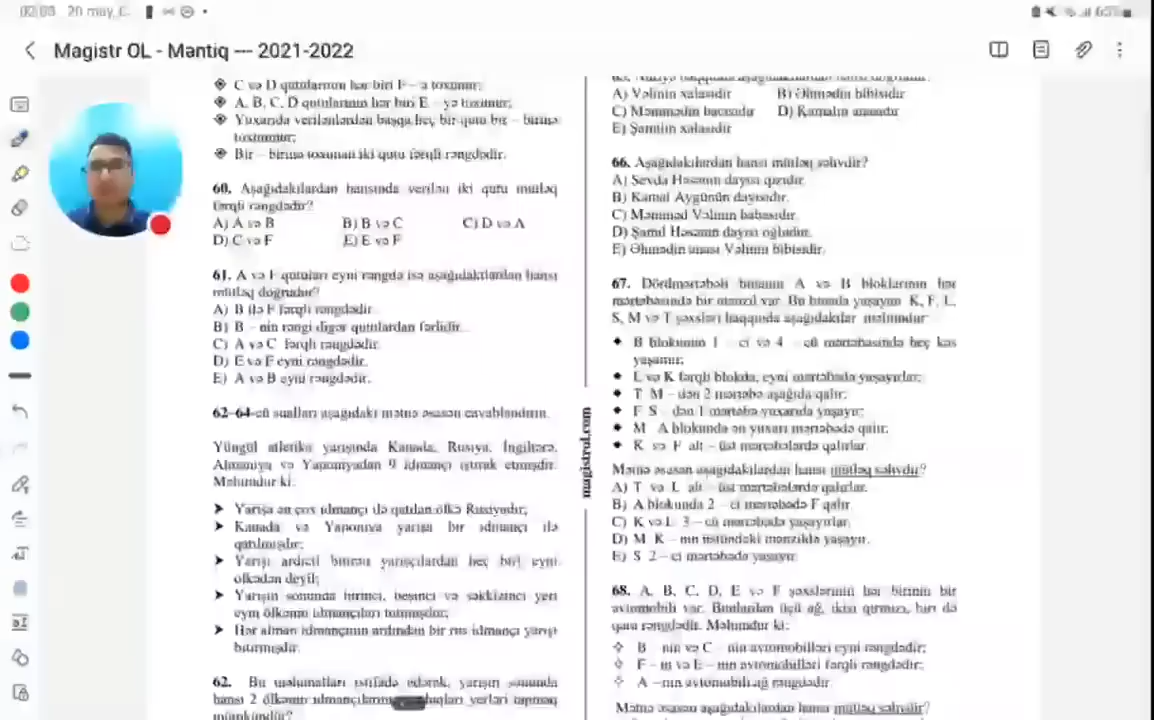 Magistr OL - Məntiq --- 2021-2022
C və D qutularının hər biri F – ə toxunur;
A, B, C, D qutularının hər biri E – yə toxunur;
Yuxarıda verilənlərdən başqa heç bir qutu bir – birinə
toxunmur;
Bir – birinə toxunan iki qutu fərqli rəngdədir.
60. Aşağıdakılardan hansında verilən iki qutu mütləq
fərqli rəngdədir?
A) A və B B) B və C C) D və A
D) C və F E) E və F
61. A və F qutuları eyni rəngdə isə aşağıdakılardan hansı
mütləq doğrudur?
A) B ilə F fərqli rəngdədir.
B) B – nin rəngi digər qutulardan fərlidir.
C) A və C fərqli rəngdədir.
D) E və F eyni rəngdədir.
E) A və B eyni rəngdədir.
62-64-cü sualları aşağıdakı mətnə əsasən cavablandırın.
Yüngül atletika yarışında Kanada, Rusiya, İngiltərə,
Almaniya və Yaponiyadan 9 idmançı iştirak etmişdir.
Məlumdur ki:
Yarışa ən çox idmançı ilə qatılan ölkə Rusiyadır;
Kanada və Yaponiya yarışa bir idmançı ilə
qatılmışdır;
Yarışı ardıcıl bitirən yarışçılardan heç biri eyni
ölkədən deyil;
Yarışın sonunda birinci, beşinci və səkkizinci yeri
eyni ölkənin idmançıları tutmuşdur;
Hər alman idmançının ardından bir rus idmançı yarışı
bitirmişdir.
62. Bu məlumatları istifadə edərək, yarışın sonunda
hansı 2 ölkənin yerləri tapmaq
mümkündür?
A) Vəlinin xalasıdır B) Əhmədin bibisidir
C) Məmmədin bacısıdır D) Kamalın anasıdır
E) Şamilin xalasıdır
66. Aşağıdakılardan hansı mütləq səhvdir?
A) Sevda Həsənin dayısı qızıdır.
B) Kamal Aygünün dayısıdır.
C) Məmməd Vəlinin babasıdır.
D) Şamil Həsənin dayısı oğludur.
E) Əhmədin anası Vəlinin bibisidir.
67. Dördmərtəbəli binanın A və B bloklarının hər
mərtəbəsində bir mənzil var. Bu binada yaşayan K, F, L,
S, M və T şəxsləri haqqında aşağıdakılar məlumdur:
B blokunun 1 – ci və 4 – cü mərtəbəsində heç kəs
yaşamır;
L və K fərqli blokda, eyni mərtəbədə yaşayırlar;
T M – dən 2 mərtəbə aşağıda qalır;
F S – dən 1 mərtəbə yuxarıda yaşayır;
M A blokunda ən yuxarı mərtəbədə qalır;
K və F alt – üst mərtəbələrdə qalırlar.
Mətnə əsasən aşağıdakılardan hansı mütləq səhvdir?
A) T və L alt – üst mərtəbələrdə qalırlar.
B) A blokunda 2 – ci mərtəbədə F qalır.
C) K və L 3 – cü mərtəbədə yaşayırlar.
D) M K – nın üstündəki mənzildə yaşayır.
E) S 2 – ci mərtəbədə yaşayır.
magistrol.com
68. A, B, C, D, E və F şəxslərinin hər birinin bir
avtomobili var. Bunlardan üçü ağ, ikisi qırmızı, biri də
qara rəngdədir. Məlumdur ki:
B – nin və C – nin avtomobilləri eyni rəngdədir;
F – in və E – nin avtomobilləri fərqli rəngdədir;
A – nın avtomobili ağ rəngdədir.
Mətnə əsasən aşağıdakılardan hansı mütləq səhvdir?